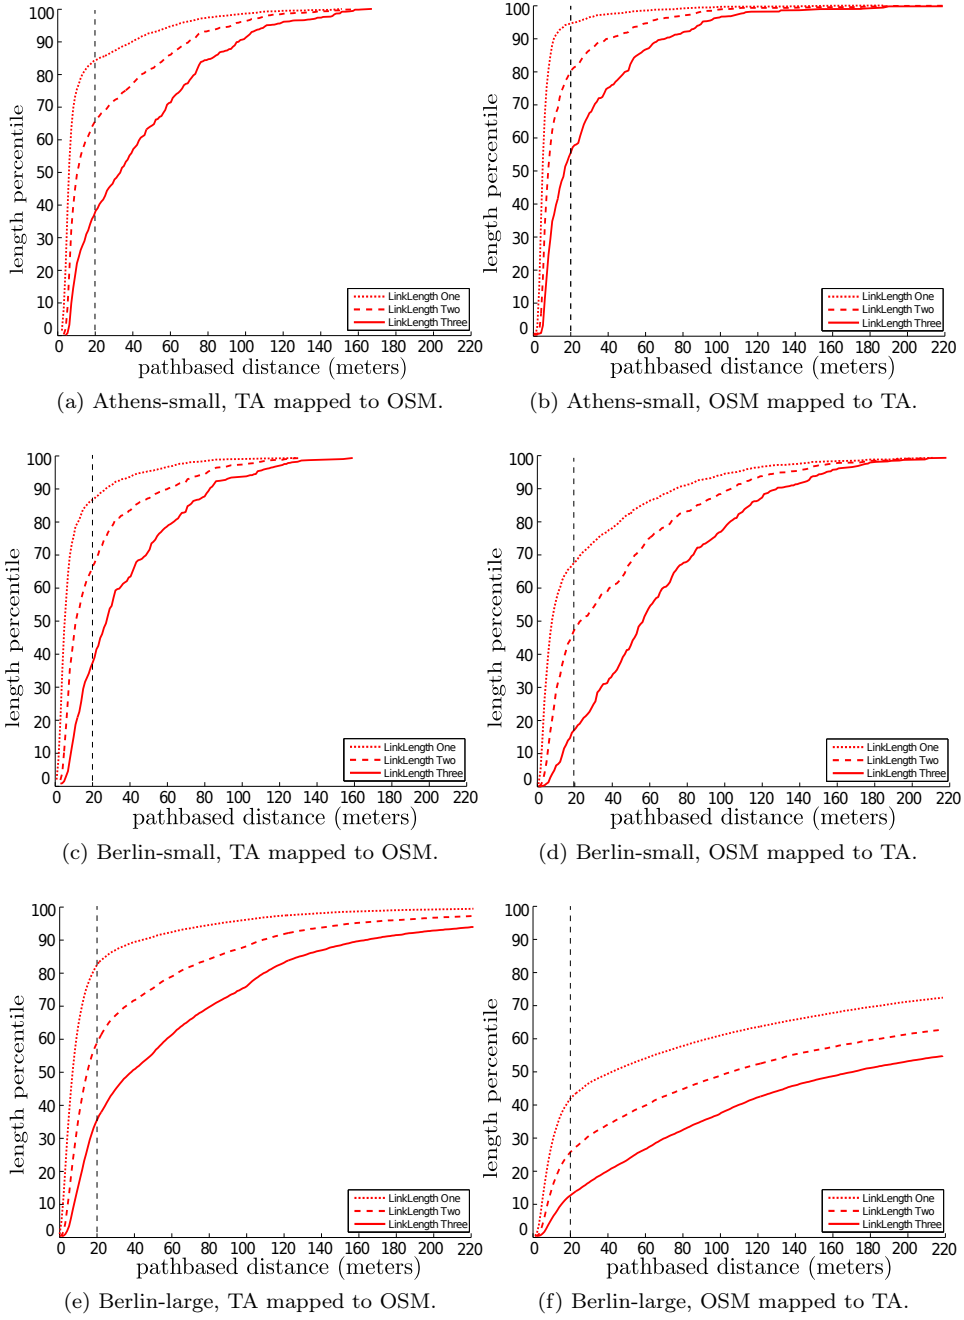 100
90
80
70
60
50
40
30
20
10
0
length percentile
LinkLength One
LinkLength Two
LinkLength Three
0 20 40 60 80 100 120 140 160 180 200 220
pathbased distance (meters)
(a) Athens-small, TA mapped to OSM.
100
90
80
70
60
50
40
30
20
10
0
length percentile
LinkLength One
LinkLength Two
LinkLength Three
0 20 40 60 80 100 120 140 160 180 200 220
pathbased distance (meters)
(b) Athens-small, OSM mapped to TA.
100
90
80
70
60
50
40
30
20
10
0
length percentile
LinkLength One
LinkLength Two
LinkLength Three
0 20 40 60 80 100 120 140 160 180 200 220
pathbased distance (meters)
(c) Berlin-small, TA mapped to OSM.
100
90
80
70
60
50
40
30
20
10
0
length percentile
LinkLength One
LinkLength Two
LinkLength Three
0 20 40 60 80 100 120 140 160 180 200 220
pathbased distance (meters)
(d) Berlin-small, OSM mapped to TA.
100
90
80
70
60
50
40
30
20
10
0
length percentile
LinkLength One
LinkLength Two
LinkLength Three
0 20 40 60 80 100 120 140 160 180 200 220
pathbased distance (meters)
(e) Berlin-large, TA mapped to OSM.
100
90
80
70
60
50
40
30
20
10
0
length percentile
LinkLength One
LinkLength Two
LinkLength Three
0 20 40 60 80 100 120 140 160 180 200 220
pathbased distance (meters)
(f) Berlin-large, OSM mapped to TA.